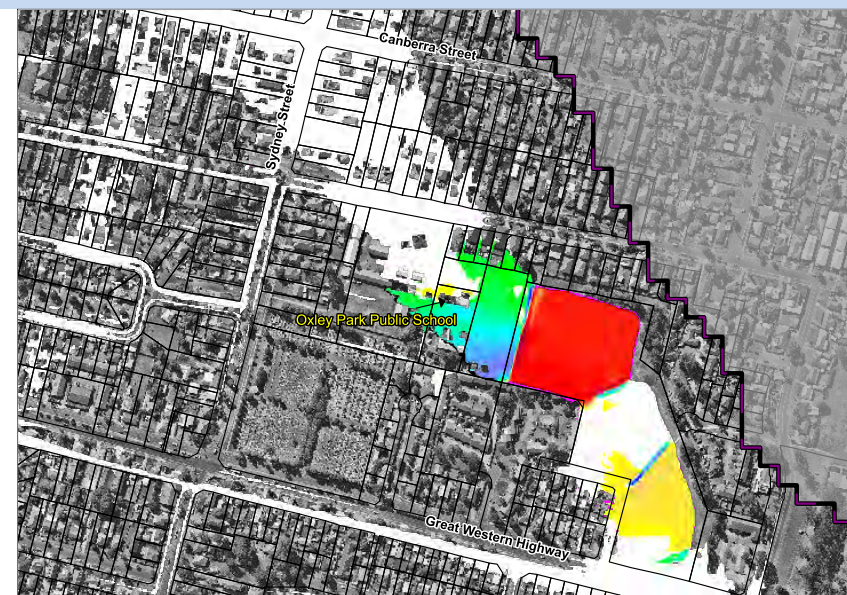 Canberra Street
Sydney Street
Oxley Park Public School
Great Western Highway